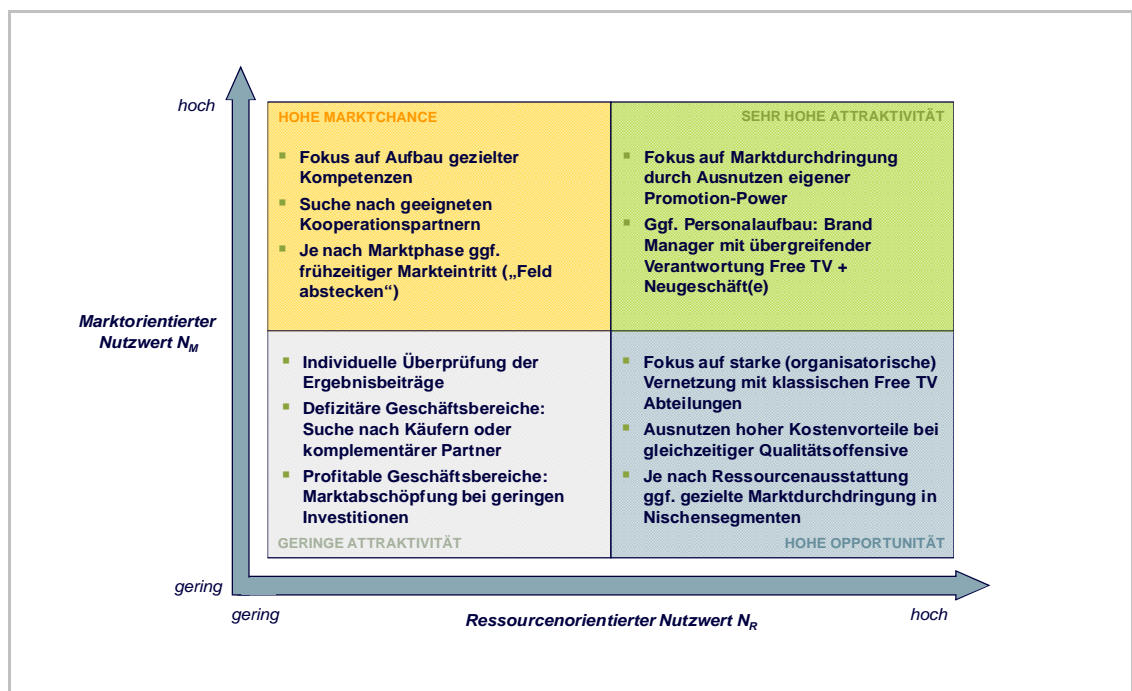 hoch
HOHE MARKTCHANCE
Fokus auf Aufbau gezielter
Kompetenzen
Suche nach geeigneten
Kooperationspartnern
Je nach Marktphase ggf.
frühzeitiger Markteintritt („Feld
abstecken“)
SEHR HOHE ATTRAKTIVITÄT
Fokus auf Marktdurchdringung
durch Ausnutzen eigener
Promotion-Power
Ggf. Personalaufbau: Brand
Manager mit übergreifender
Verantwortung Free TV +
Neugeschäft(e)
Marktorientierter
Nutzwert N_M
Individuelle Überprüfung der
Ergebnisbeiträge
Defizitäre Geschäftsbereiche:
Suche nach Käufern oder
komplementärer Partner
Profitable Geschäftsbereiche:
Marktabschöpfung bei geringen
Investitionen
GERINGE ATTRAKTIVITÄT
Fokus auf starke (organisatorische)
Vernetzung mit klassischen Free TV
Abteilungen
Ausnutzen hoher Kostenvorteile bei
gleichzeitiger Qualitätsoffensive
Je nach Ressourcenausstattung
ggf. gezielte Marktdurchdringung in
Nischensegmenten
HOHE OPPORTUNITÄT
gering
gering
Ressourcenorientierter Nutzwert N_R
hoch